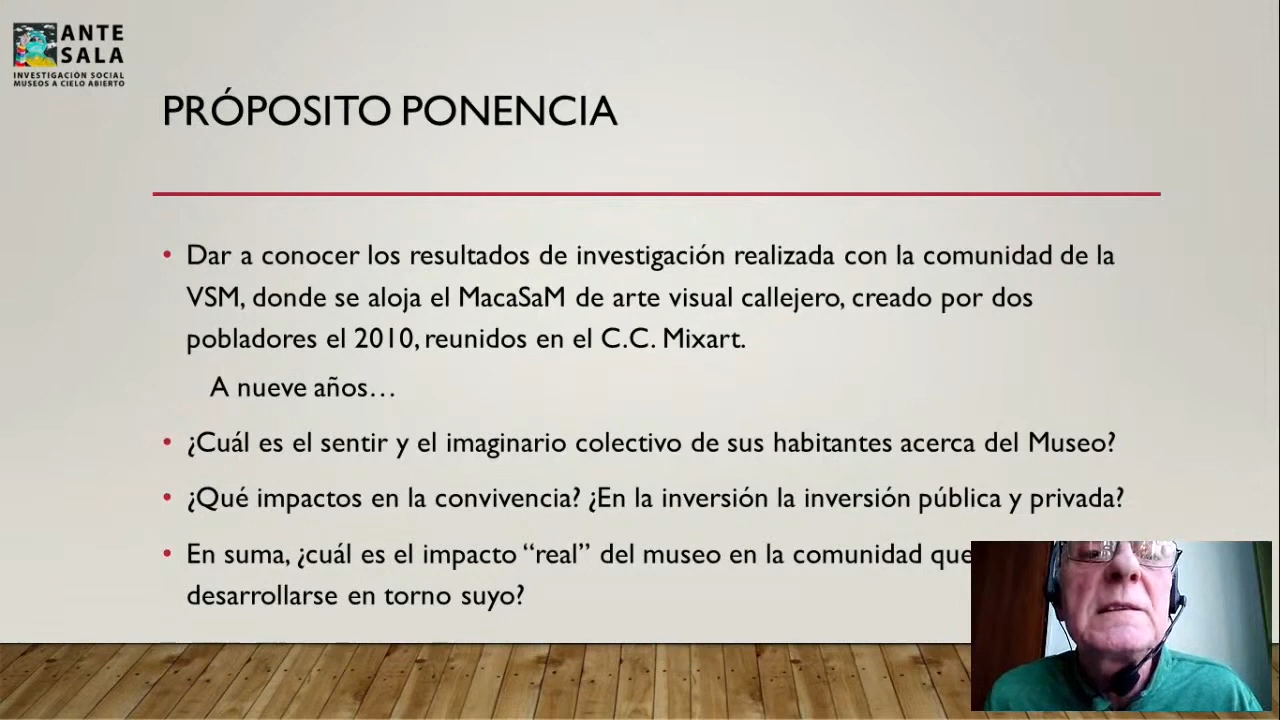 ANTE
SALA
INVESTIGACIÓN SOCIAL
MUSEOS A CIELO ABIERTO
PRÓPOSITO PONENCIA
• Dar a conocer los resultados de investigación realizada con la comunidad de la
VSM, donde se aloja el MacaSaM de arte visual callejero, creado por dos
pobladores el 2010, reunidos en el C.C. Mixart.
A nueve años…
• ¿Cuál es el sentir y el imaginario colectivo de sus habitantes acerca del Museo?
• ¿Qué impactos en la convivencia? ¿En la inversión la inversión pública y privada?
• En suma, ¿cuál es el impacto “real” del museo en la comunidad que
desarrollarse en torno suyo?